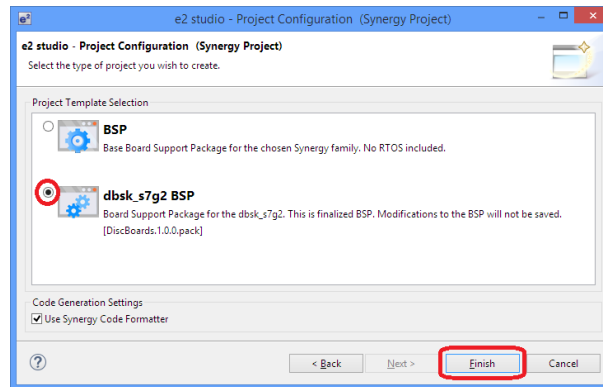 e2 studio - Project Configuration (Synergy Project)
e2 studio - Project Configuration (Synergy Project)
Select the type of project you wish to create.
Project Template Selection
BSP
Base Board Support Package for the chosen Synergy family. No RTOS included.
dbsk_s7g2 BSP
Board Support Package for the dbsk_s7g2. This is finalized BSP. Modifications to the BSP will not be saved.
[DiscBoards.1.0.0.pack]
Code Generation Settings
Use Synergy Code Formatter
< Back Next > Finish Cancel